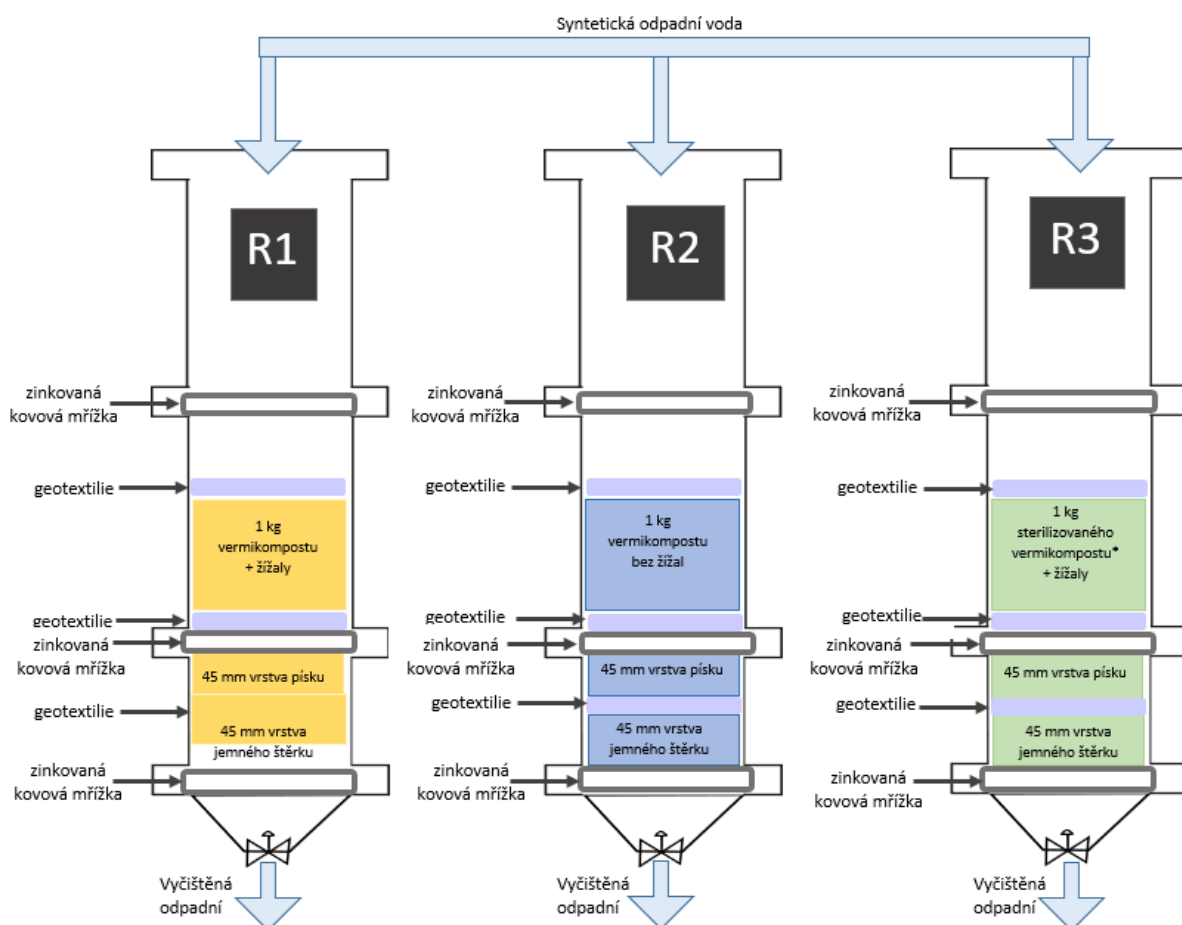 Syntetická odpadní voda
R1
R2
R3
zinkovaná
kovová mřížka
zinkovaná
kovová mřížka
zinkovaná
kovová mřížka
geotextilie
geotextilie
geotextilie
1 kg
vermikompostu
+ žížaly
1 kg
vermikompostu
bez žížal
1 kg
sterilizovaného
vermikompostu*
+ žížaly
geotextilie
geotextilie
geotextilie
zinkovaná
kovová mřížka
zinkovaná
kovová mřížka
zinkovaná
kovová mřížka
45 mm vrstva písku
45 mm vrstva písku
45 mm vrstva písku
geotextilie
geotextilie
geotextilie
45 mm vrstva
jemného štěrku
45 mm vrstva
jemného štěrku
45 mm vrstva
jemného štěrku
zinkovaná
kovová mřížka
zinkovaná
kovová mřížka
zinkovaná
kovová mřížka
Vyčištěná
odpadní
Vyčištěná
odpadní
Vyčištěná
odpadní